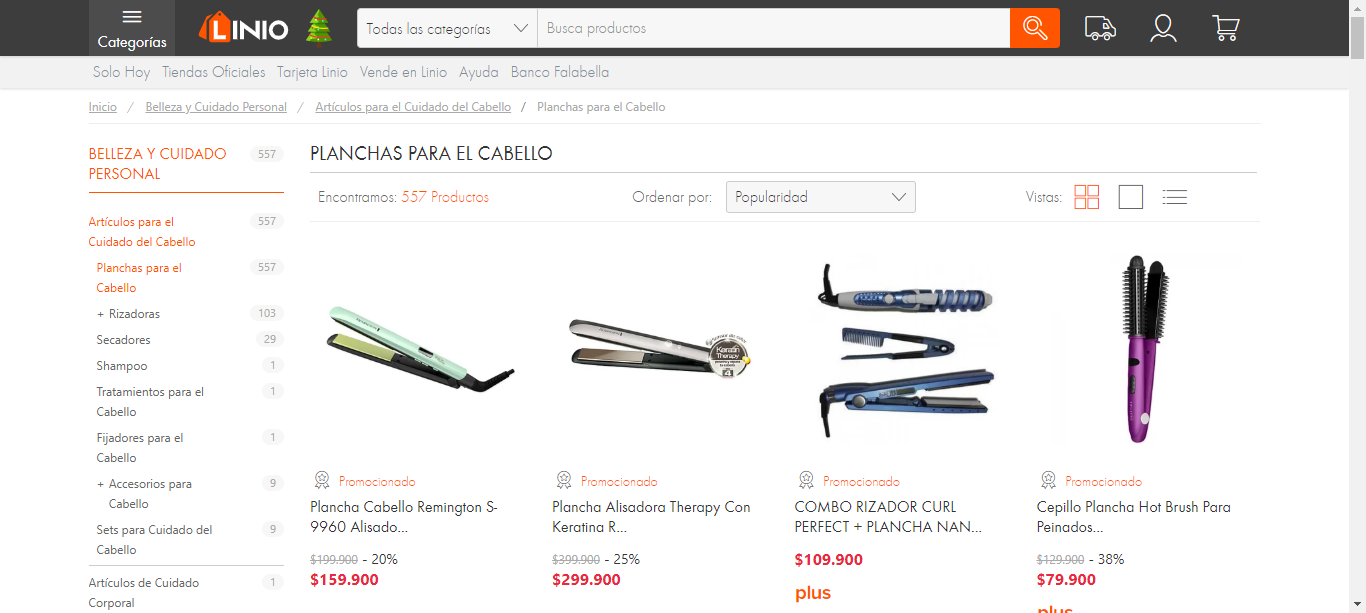 Categorías
LINIO
Todas las categorías
Busca productos
Solo Hoy
Tiendas Oficiales
Tarjeta Linio
Vende en Linio
Ayuda
Banco Falabella
Inicio / Belleza y Cuidado Personal / Artículos para el Cuidado del Cabello / Planchas para el Cabello
BELLEZA Y CUIDADO 557
PERSONAL
Artículos para el 557
Cuidado del Cabello
Planchas para el 557
Cabello
+ Rizadoras 103
Secadores 29
Shampoo 1
Tratamientos para el 1
Cabello
Fijadores para el 1
Cabello
+ Accesorios para 9
Cabello
Sets para Cuidado del 9
Cabello
Artículos de Cuidado 1
Corporal
PLANCHAS PARA EL CABELLO
Encontramos: 557 Productos
Ordenar por: Popularidad
Vistas:
Keratin
Therapy
4
Promocionado
Plancha Cabello Remington S-
9960 Alisado...
$199.900 - 20%
$159.900
Promocionado
Plancha Alisadora Therapy Con
Keratina R...
$399.900 - 25%
$299.900
Promocionado
COMBO RIZADOR CURL
PERFECT + PLANCHA NAN...
$109.900
plus
Promocionado
Cepillo Plancha Hot Brush Para
Peinados...
$129.900 - 38%
$79.900
plus